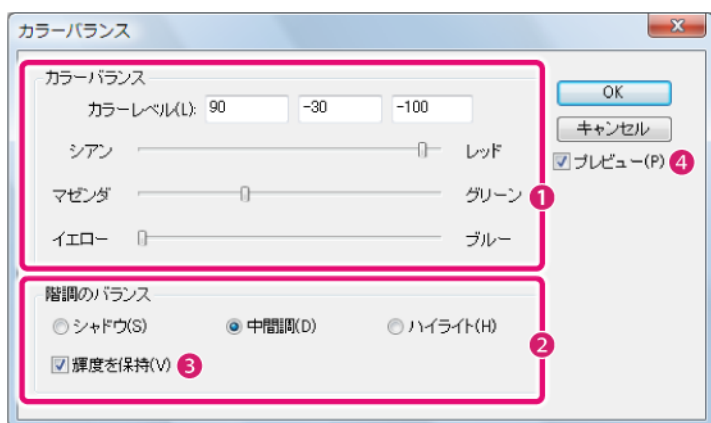 カラーバランス
カラーバランス
カラーレベル(L): 90 -30 -100
シアン レッド
マゼンダ グリーン
イエロー ブルー
1
OK
キャンセル
プレビュー(P) 4
階調のバランス
シャドウ(S) 中間調(D) ハイライト(H)
2
輝度を保持(V) 3